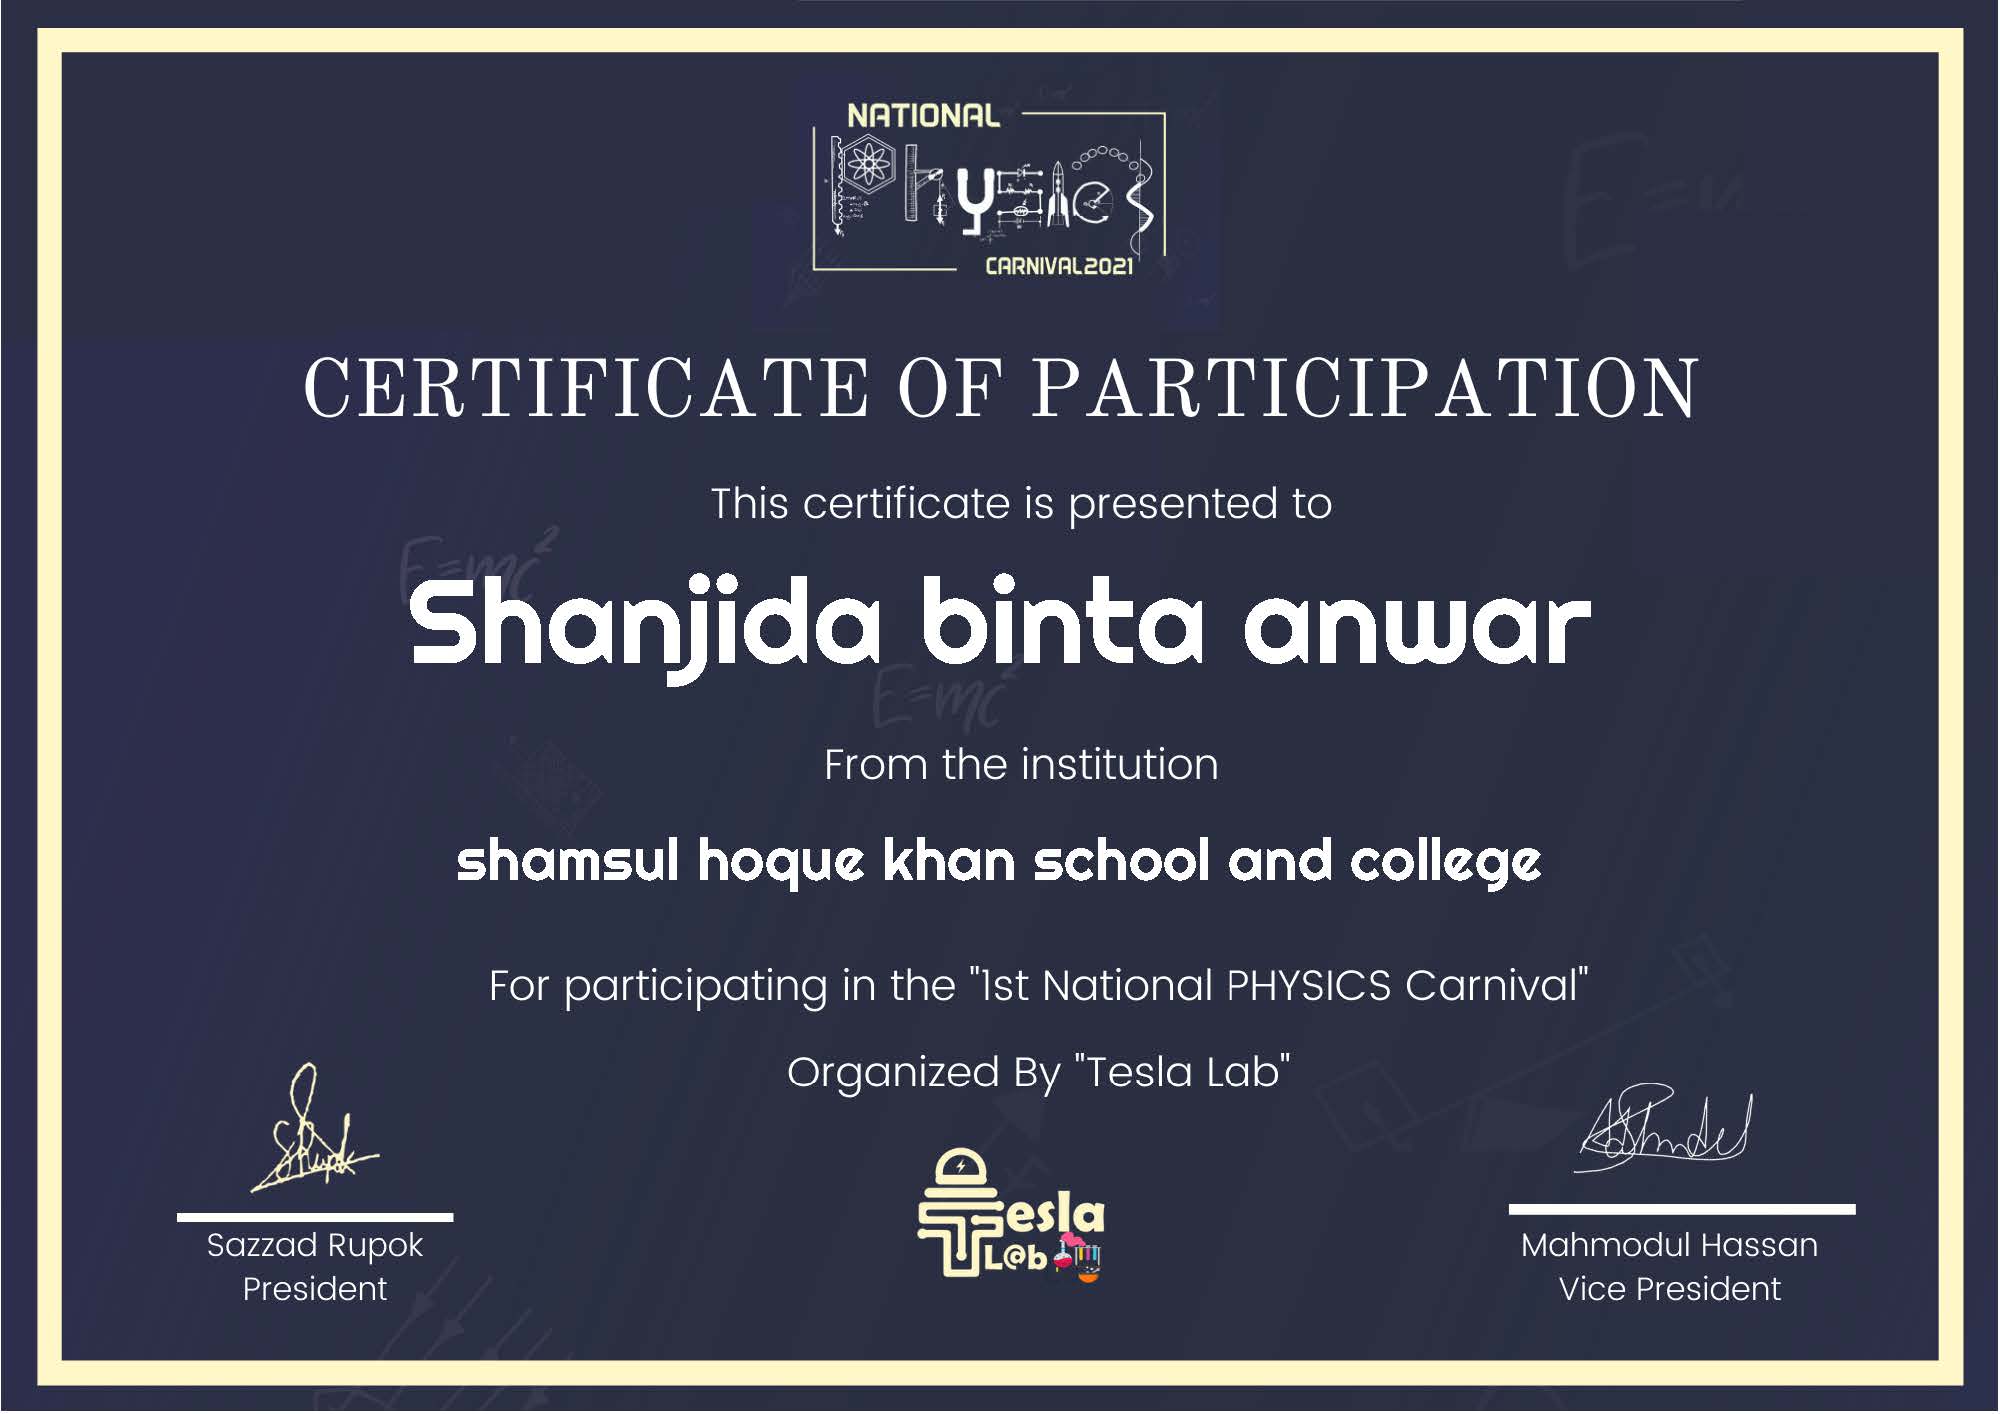 NATIONAL
Physics
CARNIVAL2021
CERTIFICATE OF PARTICIPATION
This certificate is presented to
E=mc²
Shanjida binta anwar
E=mc²
From the institution
shamsul hoque khan school and college
For participating in the "1st National PHYSICS Carnival"
Organized By "Tesla Lab"
Tesla
L@b
Sazzad Rupok
President
Mahmodul Hassan
Vice President